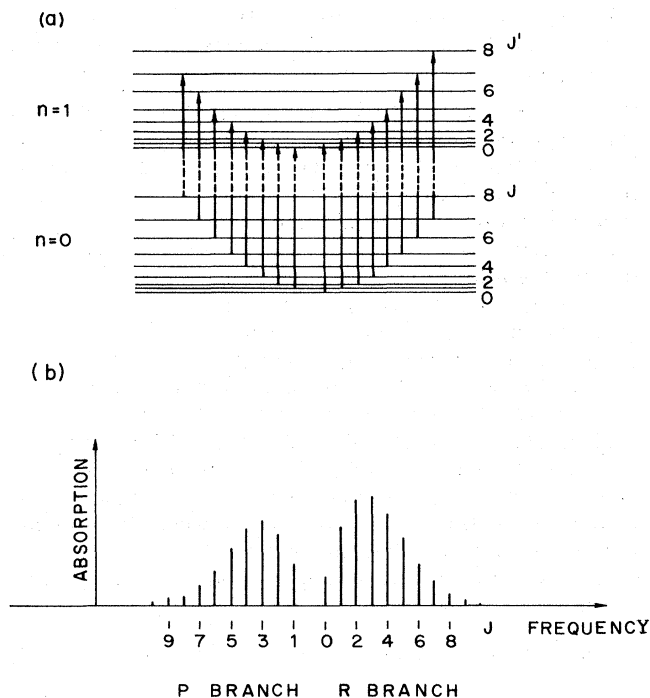 (a)
8 J'
6
n=1
4
2
0
8 J
6
n=0
4
2
0
(b)
ABSORPTION
9 7 5 3 1 0 2 4 6 8 J FREQUENCY
P BRANCH R BRANCH